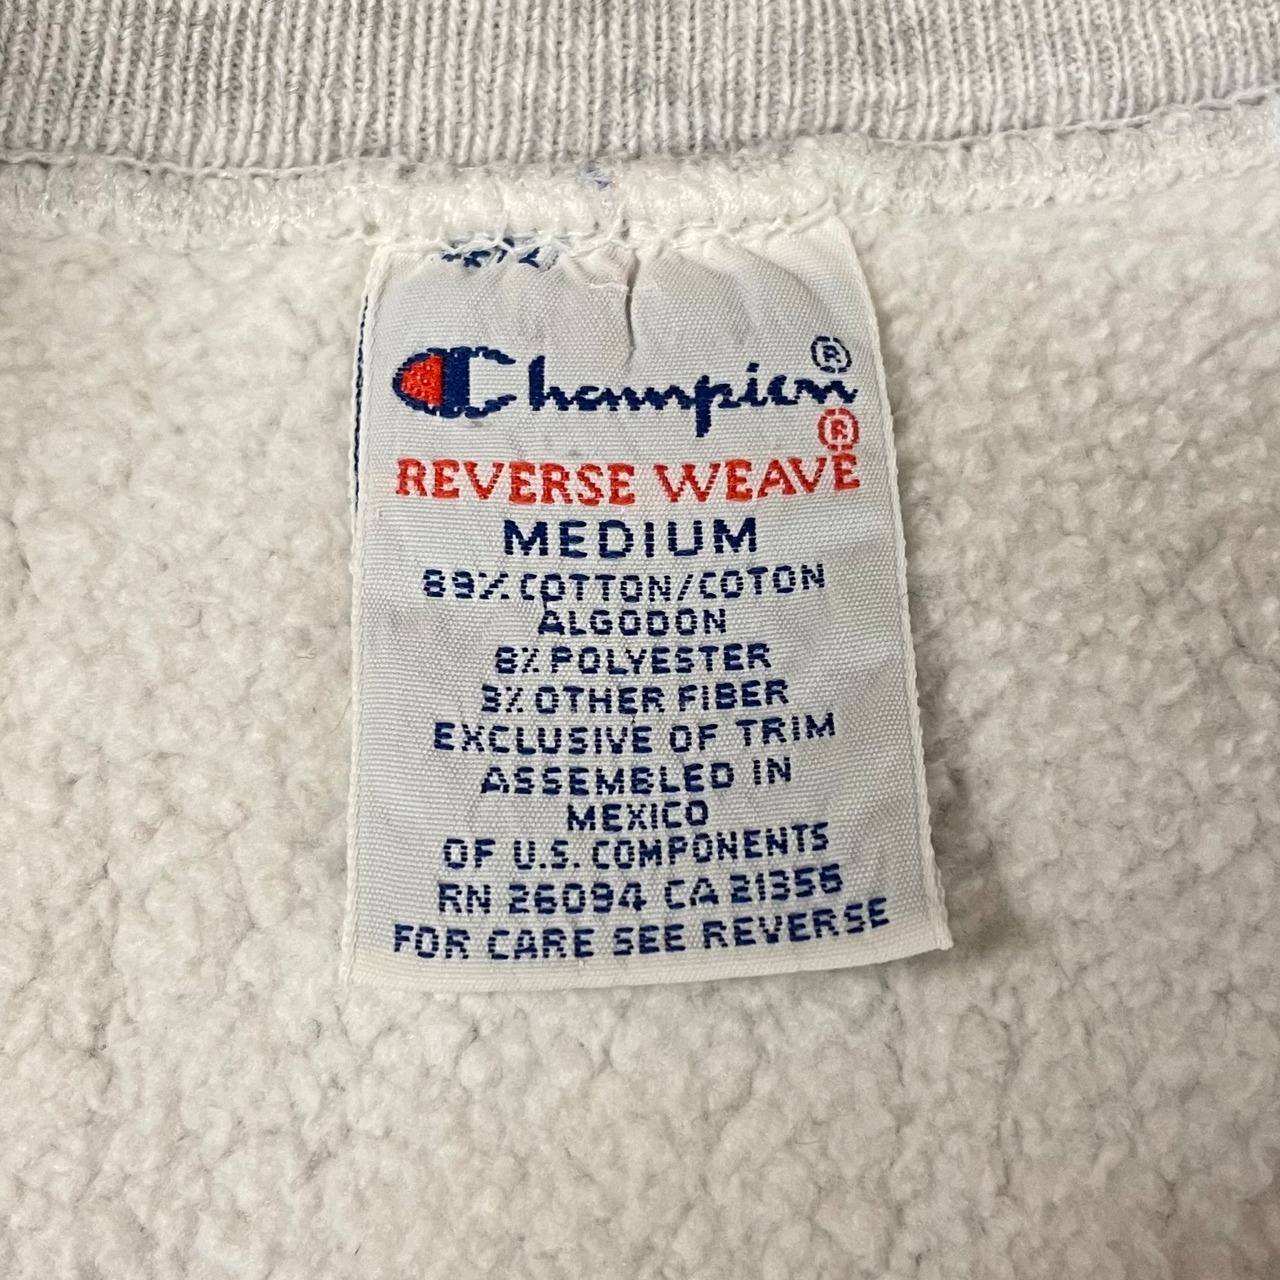 Champion®
REVERSE WEAVE®
MEDIUM
89% COTTON/COTON
ALGODON
8% POLYESTER
3% OTHER FIBER
EXCLUSIVE OF TRIM
ASSEMBLED IN
MEXICO
OF U.S. COMPONENTS
RN 26094 CA 21356
FOR CARE SEE REVERSE